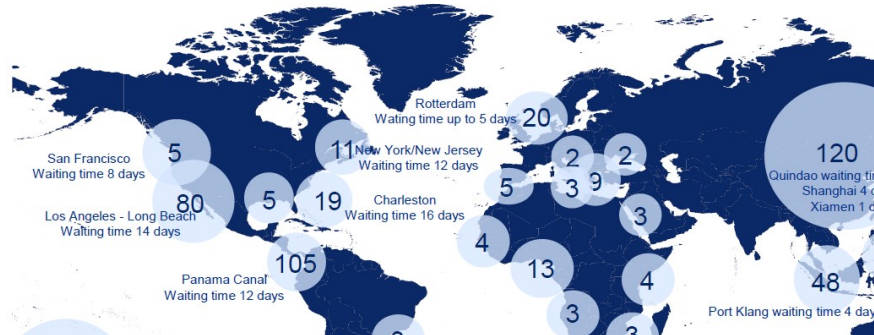 Rotterdam
Wating time up to 5 days
20
120
5
11
New York/New Jersey
Waiting time 12 days
2
2
San Francisco
Waiting time 8 days
Quindao waiting
Shanghai 4
Xiamen 1
5
3
9
80
5
19
Charleston
Waiting time 16 days
3
Los Angeles - Long Beach
Waiting time 14 days
4
105
13
4
48
Panama Canal
Waiting time 12 days
3
Port Klang waiting time 4
3